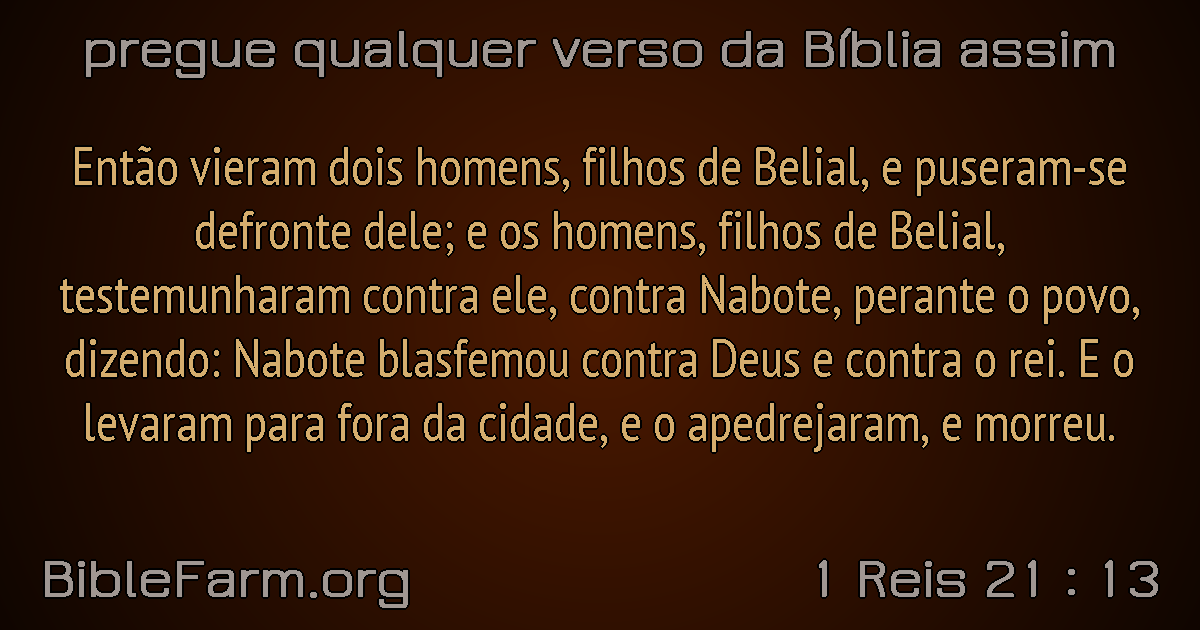 pregue qualquer verso da Bíblia assim
Então vieram dois homens, filhos de Belial, e puseram-se
defronte dele; e os homens, filhos de Belial,
testemunharam contra ele, contra Nabote, perante o povo,
dizendo: Nabote blasfemou contra Deus e contra o rei. E o
levaram para fora da cidade, e o apedrejaram, e morreu.
BibleFarm.org
1 Reis 21 : 13